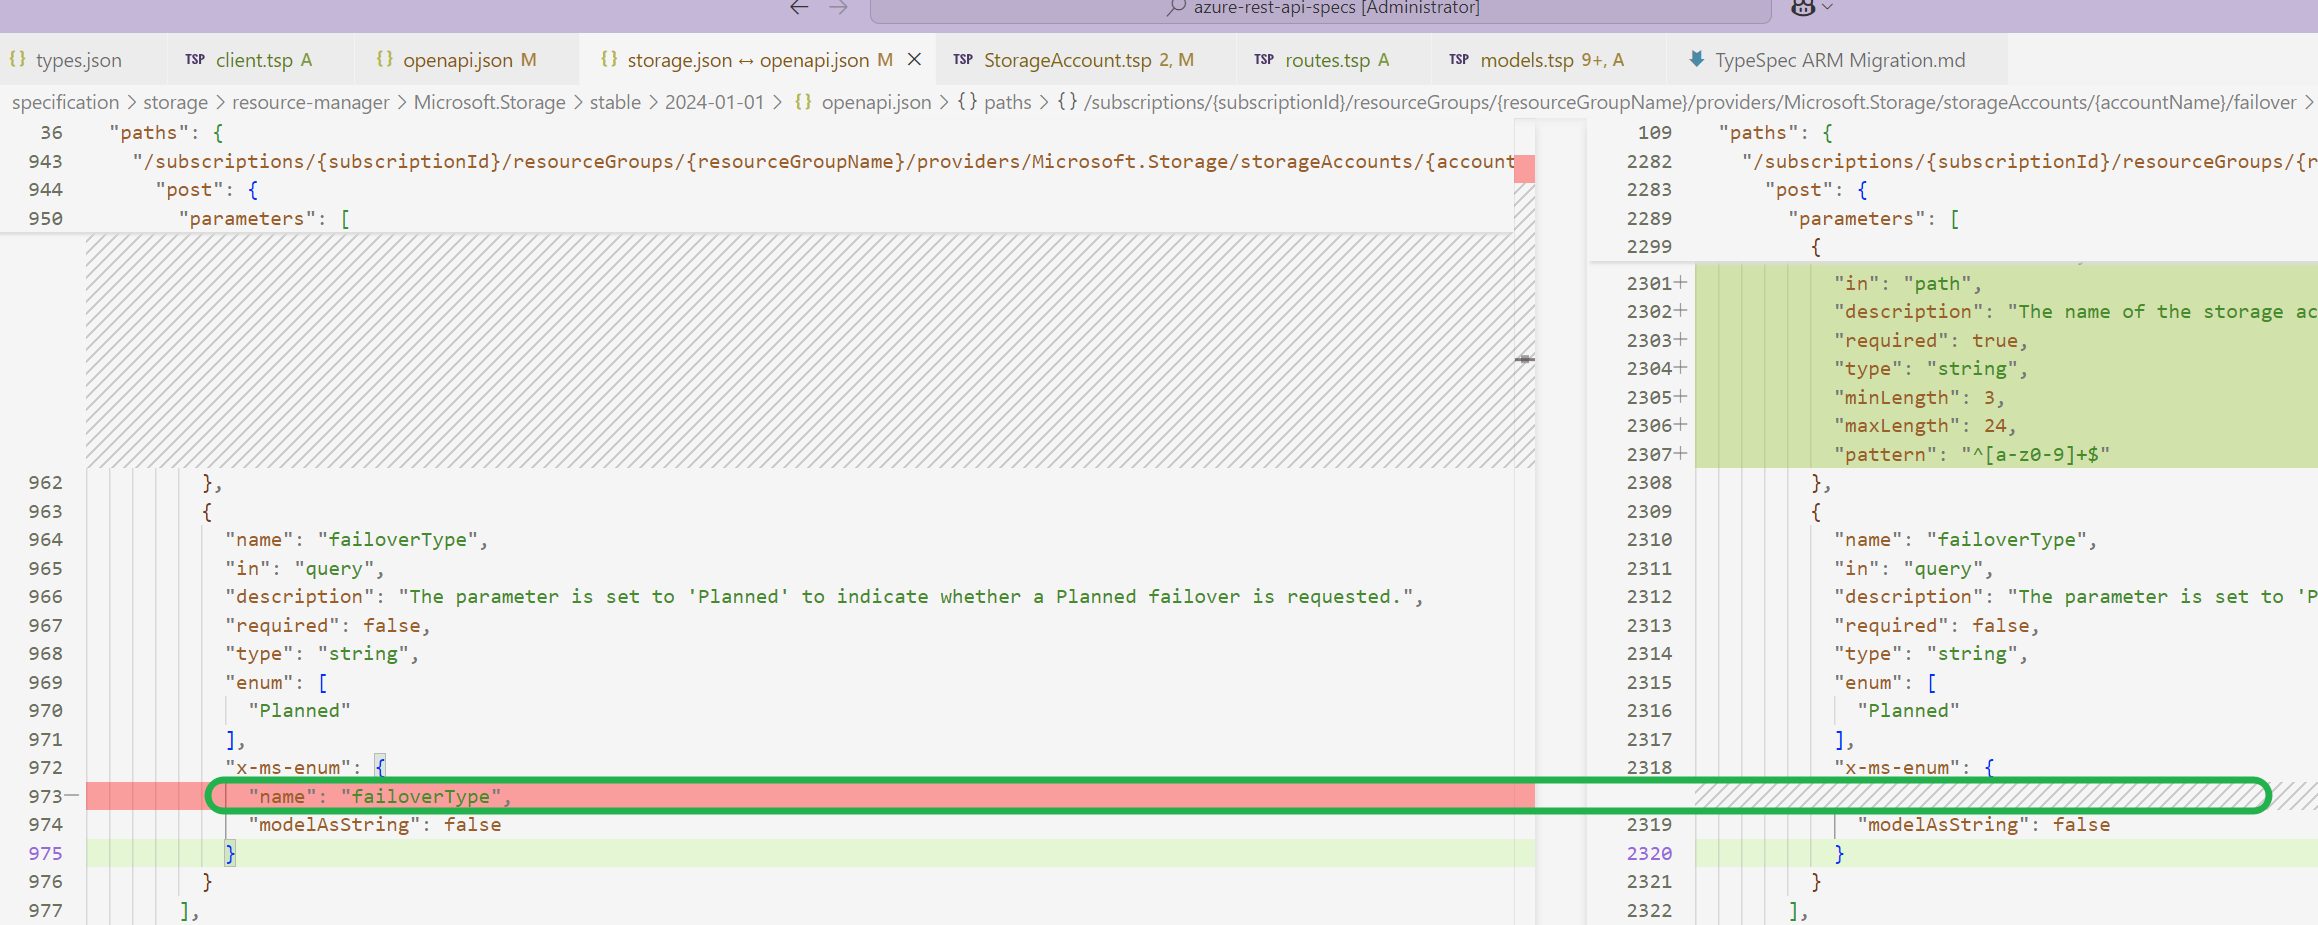 azure-rest-api-specs [Administrator]
{} types.json TSP client.tsp A {} openapi.json M {} storage.json ↔ openapi.json M × TSP StorageAccount.tsp 2, M TSP routes.tsp A TSP models.tsp 9+, A TypeSpec ARM Migration.md
specification > storage > resource-manager > Microsoft.Storage > stable > 2024-01-01 > {} openapi.json > {} paths > {} /subscriptions/{subscriptionId}/resourceGroups/{resourceGroupName}/providers/Microsoft.Storage/storageAccounts/{accountName}/failover >
36 "paths": {
943 "/subscriptions/{subscriptionId}/resourceGroups/{resourceGroupName}/providers/Microsoft.Storage/storageAccounts/{account
944 "post": {
950 "parameters": [
962 },
963 {
964 "name": "failoverType",
965 "in": "query",
966 "description": "The parameter is set to 'Planned' to indicate whether a Planned failover is requested.",
967 "required": false,
968 "type": "string",
969 "enum": [
970 "Planned"
971 ],
972 "x-ms-enum": {
973− "name": "failoverType",
974 "modelAsString": false
975 }
976 }
977 ],
109 "paths": {
2282 "/subscriptions/{subscriptionId}/resourceGroups/{r
2283 "post": {
2289 "parameters": [
2299 {
2301+ "in": "path",
2302+ "description": "The name of the storage ac
2303+ "required": true,
2304+ "type": "string",
2305+ "minLength": 3,
2306+ "maxLength": 24,
2307+ "pattern": "^[a-z0-9]+$"
2308 },
2309 {
2310 "name": "failoverType",
2311 "in": "query",
2312 "description": "The parameter is set to 'P
2313 "required": false,
2314 "type": "string",
2315 "enum": [
2316 "Planned"
2317 ],
2318 "x-ms-enum": {
2319 "modelAsString": false
2320 }
2321 }
2322 ],